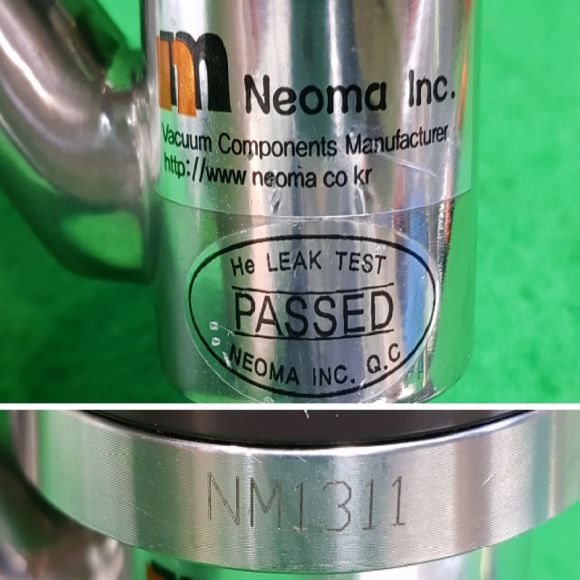 m Neoma Inc.
Vacuum Components Manufacturer
http://www neoma co kr
He LEAK TEST
PASSED
NEOMA INC. Q.C
NM1311